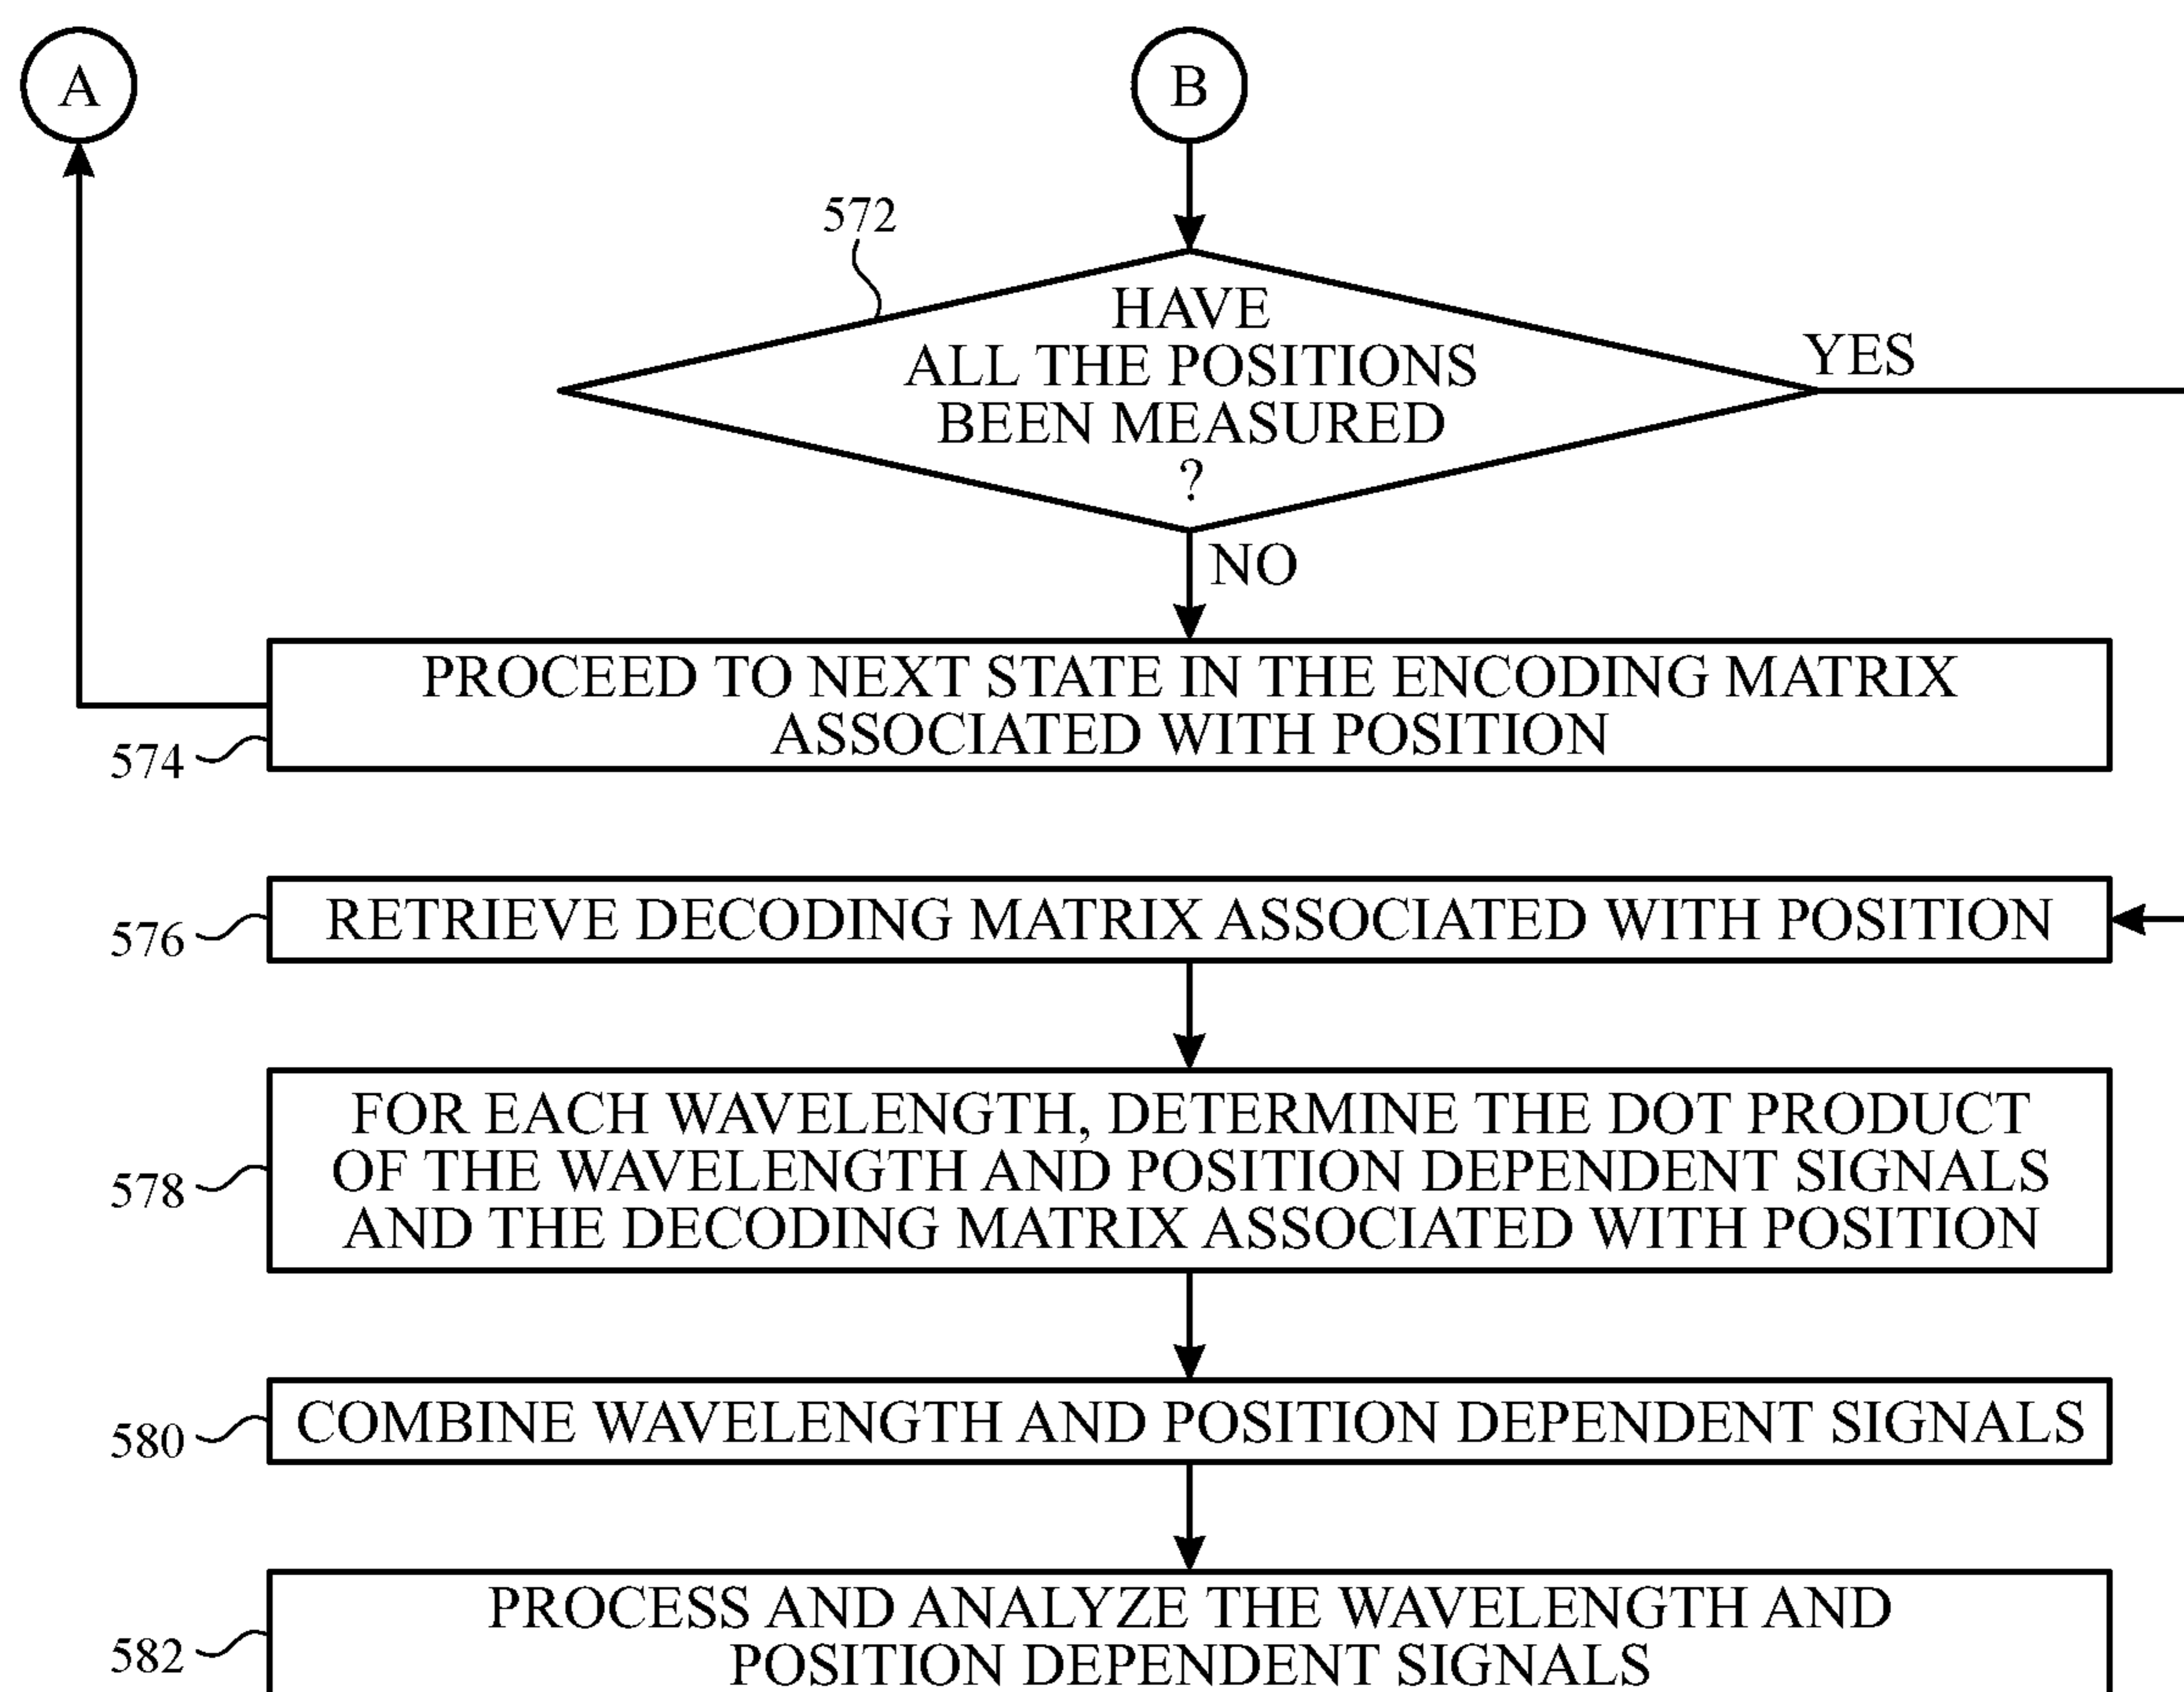 A
B
572
HAVE
ALL THE POSITIONS
BEEN MEASURED
?
YES
NO
PROCEED TO NEXT STATE IN THE ENCODING MATRIX
ASSOCIATED WITH POSITION
574
RETRIEVE DECODING MATRIX ASSOCIATED WITH POSITION
576
FOR EACH WAVELENGTH, DETERMINE THE DOT PRODUCT
OF THE WAVELENGTH AND POSITION DEPENDENT SIGNALS
AND THE DECODING MATRIX ASSOCIATED WITH POSITION
578
COMBINE WAVELENGTH AND POSITION DEPENDENT SIGNALS
580
PROCESS AND ANALYZE THE WAVELENGTH AND
POSITION DEPENDENT SIGNALS
582